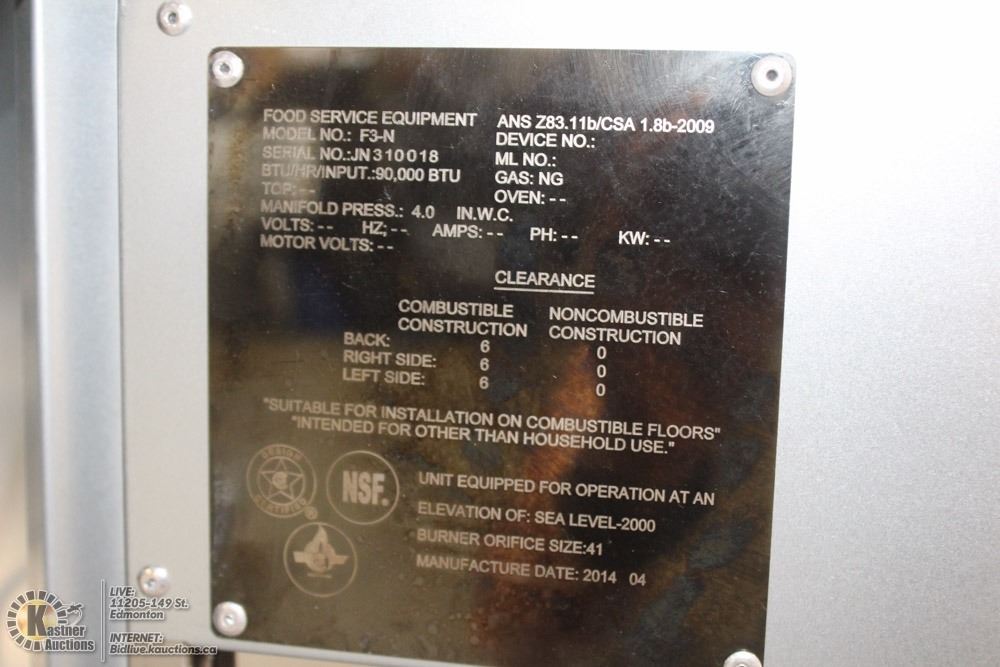 FOOD SERVICE EQUIPMENT ANS Z83.11b/CSA 1.8b-2009
MODEL NO.: F3-N DEVICE NO.:
SERIAL NO.:JN310018 ML NO.:
BTU/HR/INPUT.:90,000 BTU GAS: NG
TOP: -- OVEN: --
MANIFOLD PRESS.: 4.0 IN.W.C.
VOLTS: -- HZ; -- AMPS: -- PH: -- KW: --
MOTOR VOLTS: --
CLEARANCE
COMBUSTIBLE CONSTRUCTION NONCOMBUSTIBLE CONSTRUCTION
BACK: 6 0
RIGHT SIDE: 6 0
LEFT SIDE: 6 0
"SUITABLE FOR INSTALLATION ON COMBUSTIBLE FLOORS"
"INTENDED FOR OTHER THAN HOUSEHOLD USE."
DESIGN CERTIFIED
NSF®
UNIT EQUIPPED FOR OPERATION AT AN
ELEVATION OF: SEA LEVEL-2000
BURNER ORIFICE SIZE:41
MANUFACTURE DATE: 2014 04
Kastner Auctions
LIVE:
11205-149 St.
Edmonton
INTERNET:
Bidlive.kauctions.ca